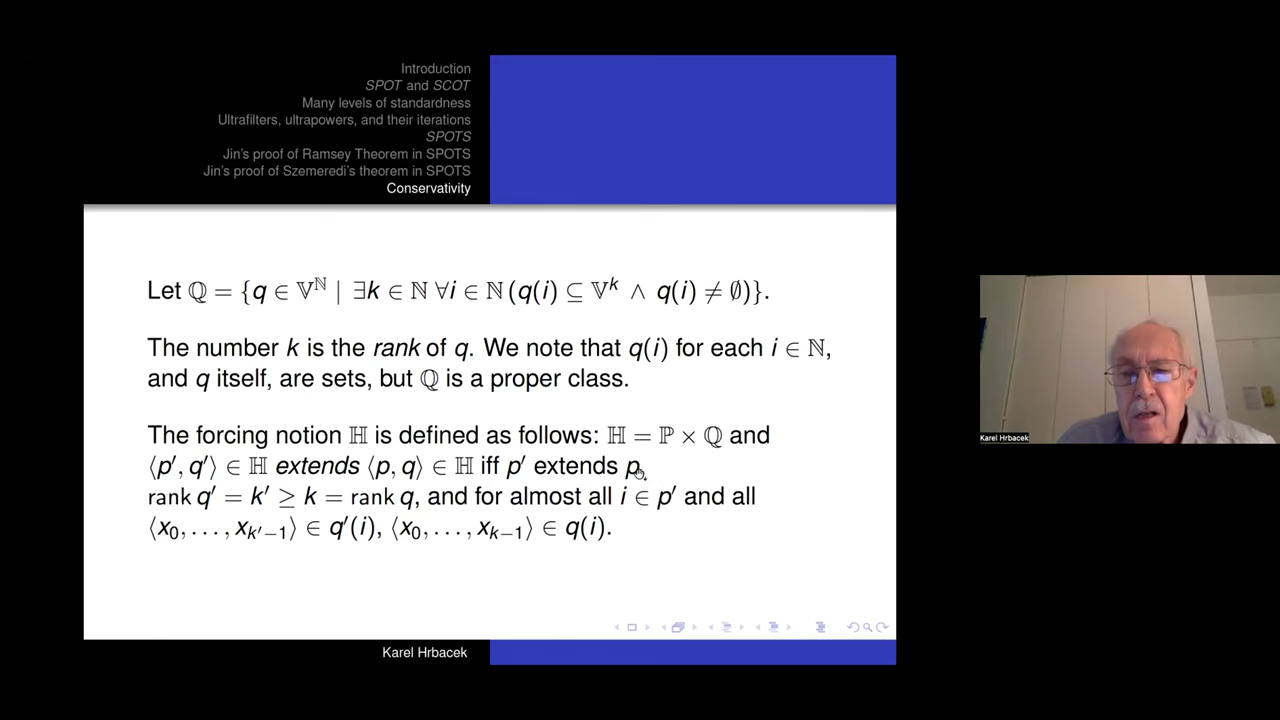 Introduction
SPOT and SCOT
Many levels of standardness
Ultrafilters, ultrapowers, and their iterations
SPOTS
Jin's proof of Ramsey Theorem in SPOTS
Jin's proof of Szemeredi's theorem in SPOTS
Conservativity
Let ℚ = {q ∈ 𝕍^ℕ | ∃k ∈ ℕ ∀i ∈ ℕ (q(i) ⊆ 𝕍^k ∧ q(i) ≠ ∅)}.
The number k is the rank of q. We note that q(i) for each i ∈ ℕ,
and q itself, are sets, but ℚ is a proper class.
The forcing notion ℍ is defined as follows: ℍ = ℙ × ℚ and
⟨p′, q′⟩ ∈ ℍ extends ⟨p, q⟩ ∈ ℍ iff p′ extends p,
rank q′ = k′ ≥ k = rank q, and for almost all i ∈ p′ and all
⟨x₀, . . . , x_{k′−1}⟩ ∈ q′(i), ⟨x₀, . . . , x_{k−1}⟩ ∈ q(i).
Karel Hrbacek
Karel Hrbacek